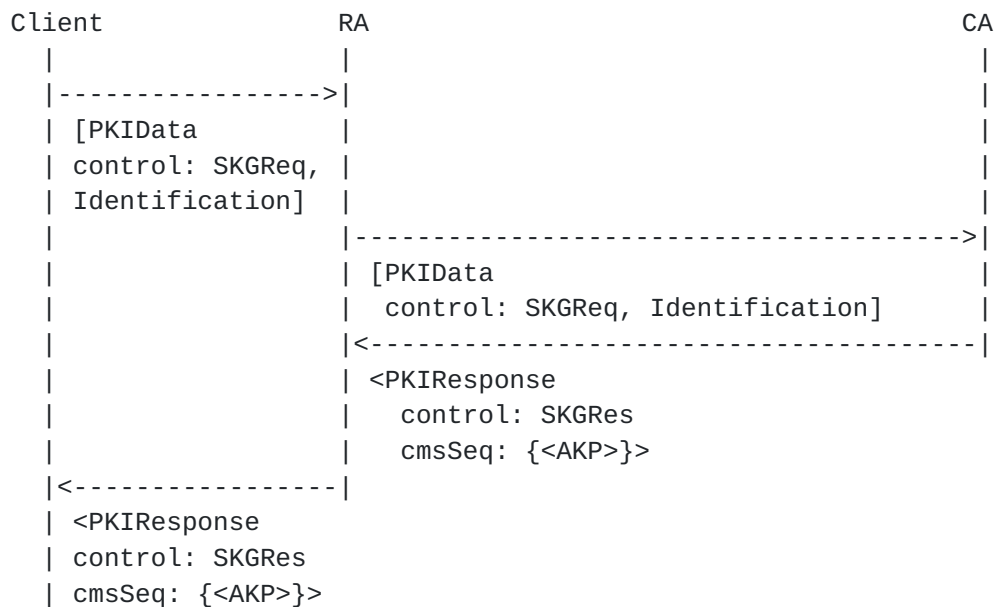 Client               RA                                       CA
  |                  |                                         |
  |----------------->|                                         |
  | [PKIData         |                                         |
  | control: SKGReq, |                                         |
  | Identification]  |                                         |
  |                  |---------------------------------------->|
  |                  | [PKIData                                |
  |                  |  control: SKGReq, Identification]       |
  |                  |<----------------------------------------|
  |                  | <PKIResponse
  |                  |   control: SKGRes
  |                  |   cmsSeq: {<AKP>}>
  |<-----------------|
  | <PKIResponse
  | control: SKGRes
  | cmsSeq: {<AKP>}>